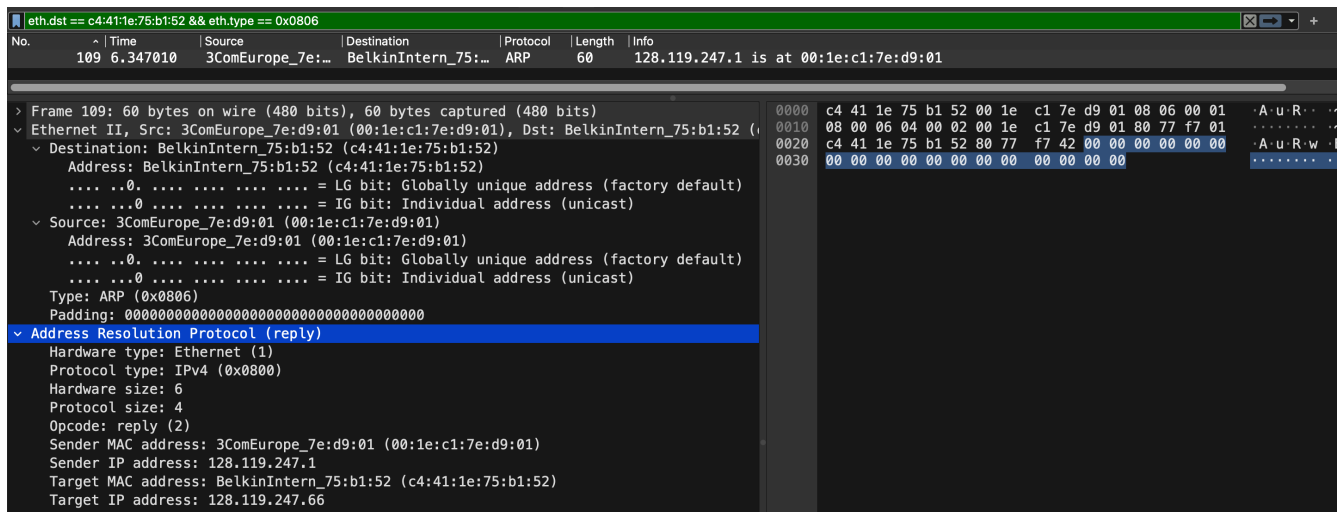 eth.dst == c4:41:1e:75:b1:52 && eth.type == 0x0806
No. Time Source Destination Protocol Length Info
109 6.347010 3ComEurope_7e:… BelkinIntern_75:… ARP 60 128.119.247.1 is at 00:1e:c1:7e:d9:01
Frame 109: 60 bytes on wire (480 bits), 60 bytes captured (480 bits)
Ethernet II, Src: 3ComEurope_7e:d9:01 (00:1e:c1:7e:d9:01), Dst: BelkinIntern_75:b1:52 (
Destination: BelkinIntern_75:b1:52 (c4:41:1e:75:b1:52)
Address: BelkinIntern_75:b1:52 (c4:41:1e:75:b1:52)
.... ..0. .... .... .... .... = LG bit: Globally unique address (factory default)
.... ...0 .... .... .... .... = IG bit: Individual address (unicast)
Source: 3ComEurope_7e:d9:01 (00:1e:c1:7e:d9:01)
Address: 3ComEurope_7e:d9:01 (00:1e:c1:7e:d9:01)
.... ..0. .... .... .... .... = LG bit: Globally unique address (factory default)
.... ...0 .... .... .... .... = IG bit: Individual address (unicast)
Type: ARP (0x0806)
Padding: 000000000000000000000000000000000000
Address Resolution Protocol (reply)
Hardware type: Ethernet (1)
Protocol type: IPv4 (0x0800)
Hardware size: 6
Protocol size: 4
Opcode: reply (2)
Sender MAC address: 3ComEurope_7e:d9:01 (00:1e:c1:7e:d9:01)
Sender IP address: 128.119.247.1
Target MAC address: BelkinIntern_75:b1:52 (c4:41:1e:75:b1:52)
Target IP address: 128.119.247.66
0000 c4 41 1e 75 b1 52 00 1e c1 7e d9 01 08 06 00 01 ·A·u·R·· ·~
0010 08 00 06 04 00 02 00 1e c1 7e d9 01 80 77 f7 01 ········ ·~
0020 c4 41 1e 75 b1 52 80 77 f7 42 00 00 00 00 00 00 ·A·u·R·w ·B
0030 00 00 00 00 00 00 00 00 00 00 00 00 ········ ··